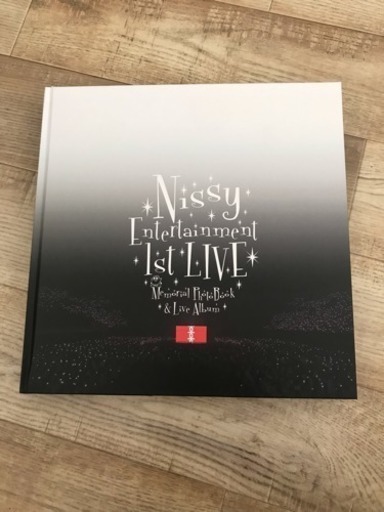 Nissy
Entertainment
1st LIVE
Memorial PhotoBook
& Live Album